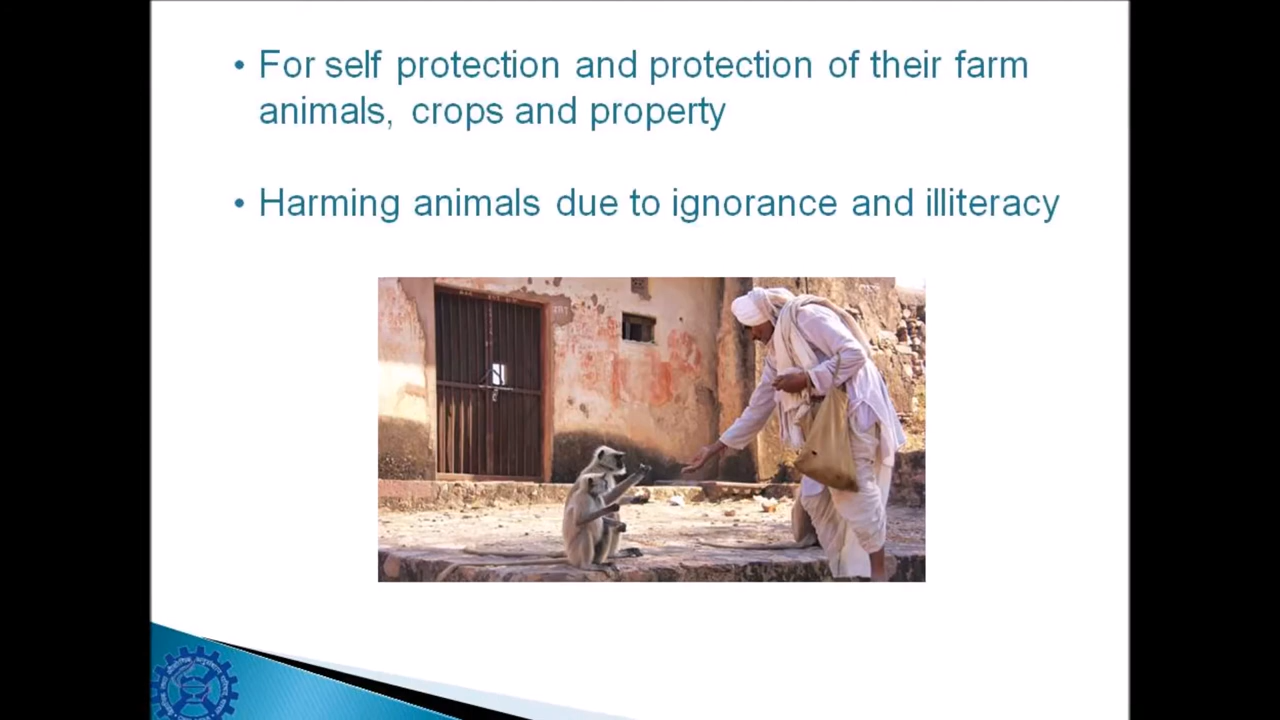 • For self protection and protection of their farm
animals, crops and property
• Harming animals due to ignorance and illiteracy